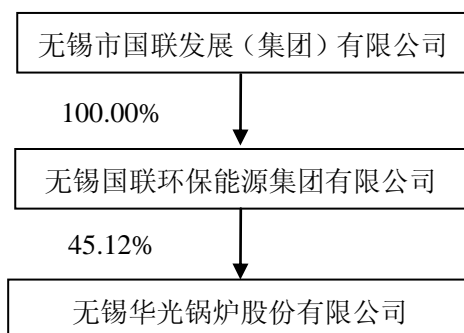 无锡市国联发展（集团）有限公司
100.00%
无锡国联环保能源集团有限公司
45.12%
无锡华光锅炉股份有限公司